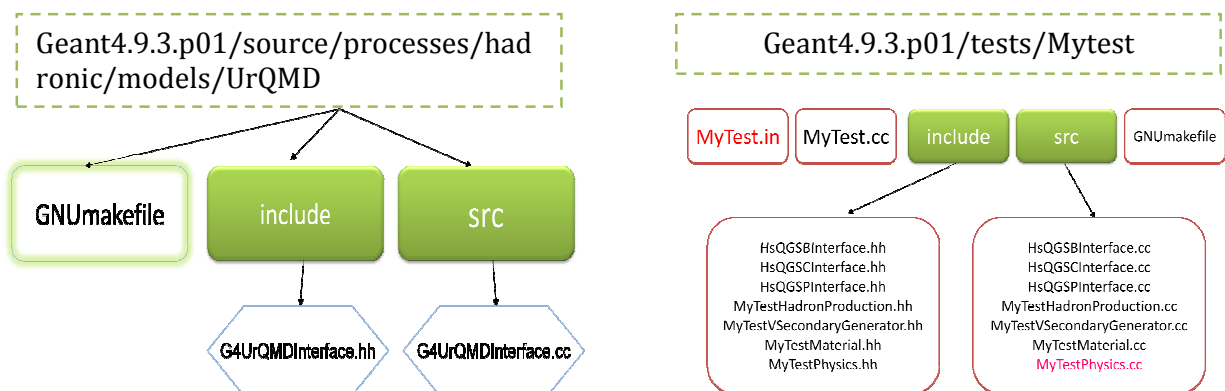 Geant4.9.3.p01/source/processes/had
ronic/models/UrQMD
GNUmakefile
include
src
G4UrQMDInterface.hh
G4UrQMDInterface.cc
Geant4.9.3.p01/tests/Mytest
MyTest.in
MyTest.cc
include
src
GNUmakefile
HsQGSBInterface.hh
HsQGSCInterface.hh
HsQGSPInterface.hh
MyTestHadronProduction.hh
MyTestVSecondaryGenerator.hh
MyTestMaterial.hh
MyTestPhysics.hh
HsQGSBInterface.cc
HsQGSCInterface.cc
HsQGSPInterface.cc
MyTestHadronProduction.cc
MyTestVSecondaryGenerator.cc
MyTestMaterial.cc
MyTestPhysics.cc